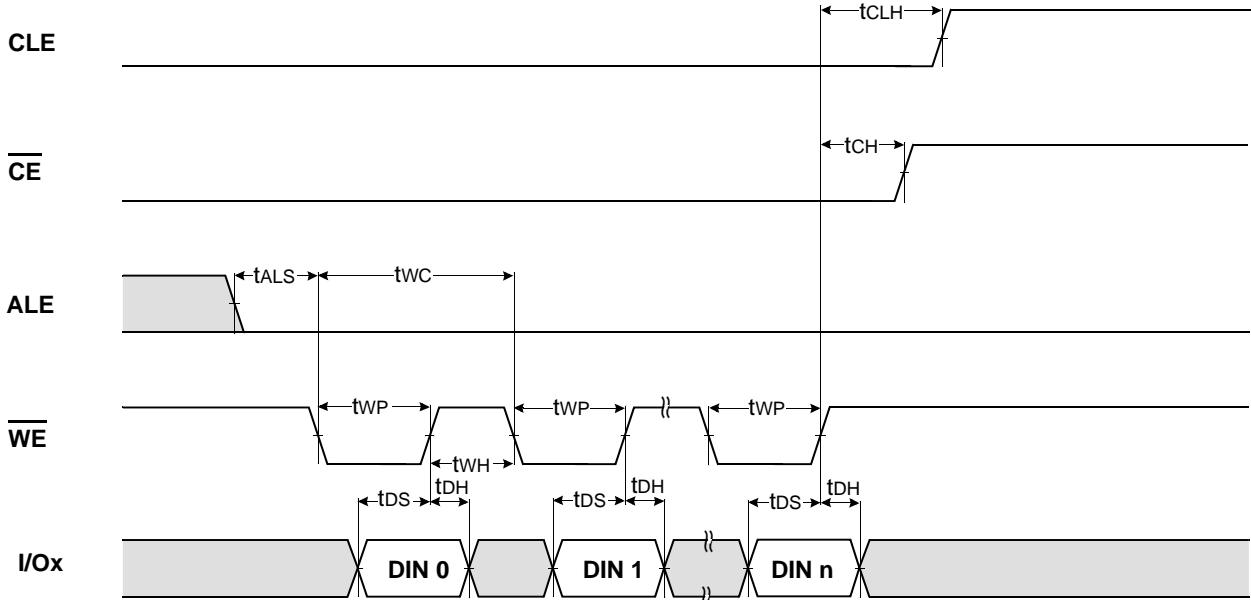 tCLH
CLE
tCH
CE
tALS
tWC
ALE
tWP
tWP
tWP
WE
tWH
tDS
tDH
tDS
tDH
tDS
tDH
I/Ox
DIN 0
DIN 1
DIN n